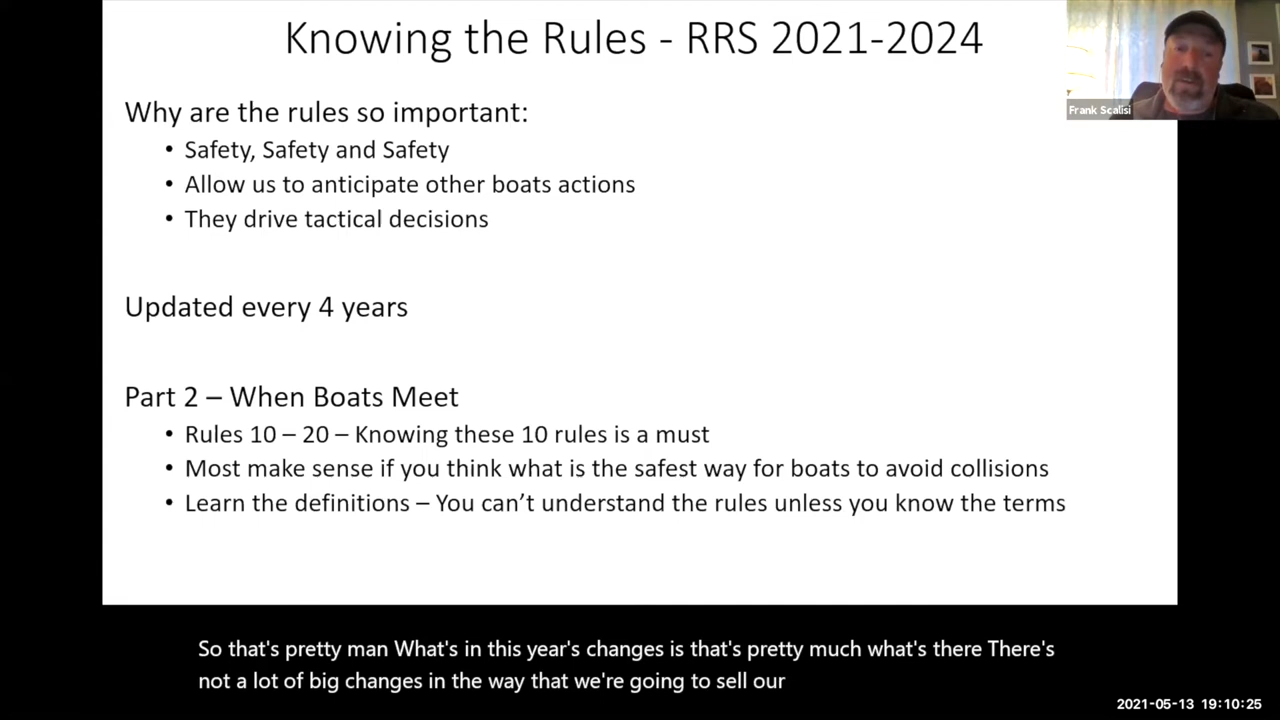 Knowing the Rules - RRS 2021-2024
Frank Scalisi
Why are the rules so important:
• Safety, Safety and Safety
• Allow us to anticipate other boats actions
• They drive tactical decisions
Updated every 4 years
Part 2 – When Boats Meet
• Rules 10 – 20 – Knowing these 10 rules is a must
• Most make sense if you think what is the safest way for boats to avoid collisions
• Learn the definitions – You can't understand the rules unless you know the terms
So that's pretty man What's in this year's changes is that's pretty much what's there There's
not a lot of big changes in the way that we're going to sell our
2021-05-13 19:10:25